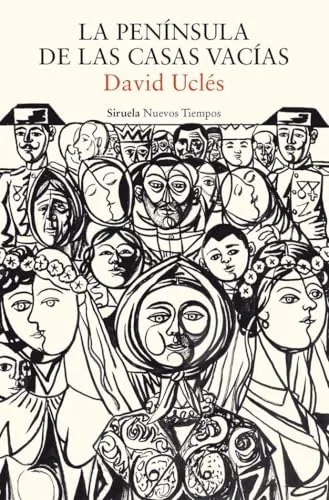 LA PENÍNSULA
DE LAS CASAS VACÍAS
David Uclés
Siruela Nuevos Tiempos